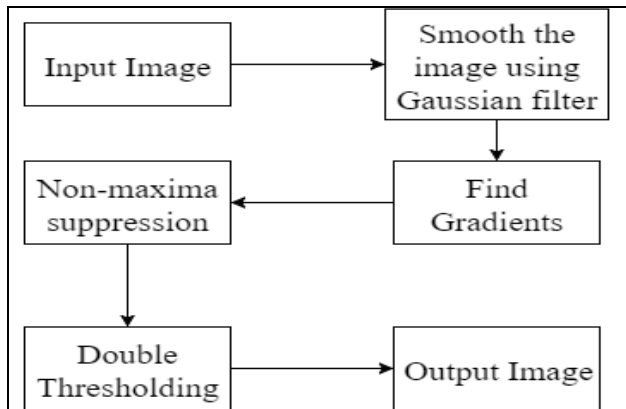 Input Image
Smooth the
image using
Gaussian filter
Find
Gradients
Non-maxima
suppression
Double
Thresholding
Output Image